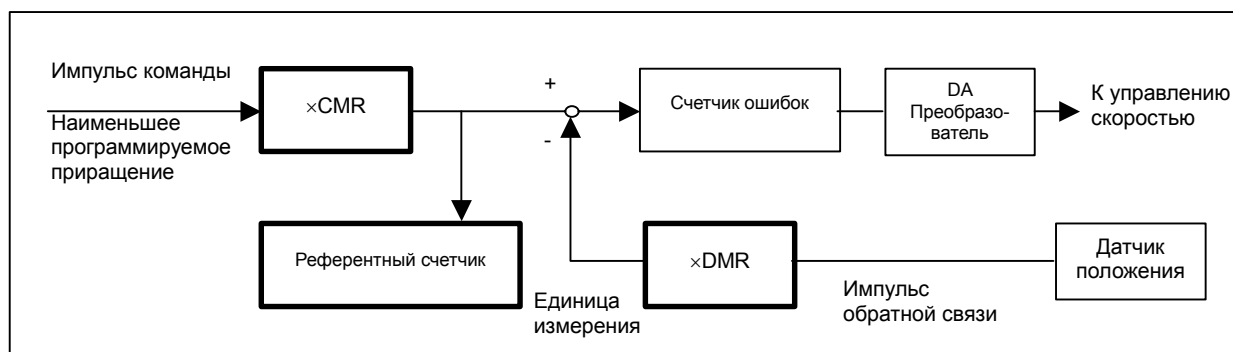 Импульс команды
Наименьшее
программируемое
приращение
×CMR
+
-
Счетчик ошибок
DA
Преобразо-
ватель
К управлению
скоростью
Референтный счетчик
Единица
измерения
×DMR
Импульс
обратной связи
Датчик
положения